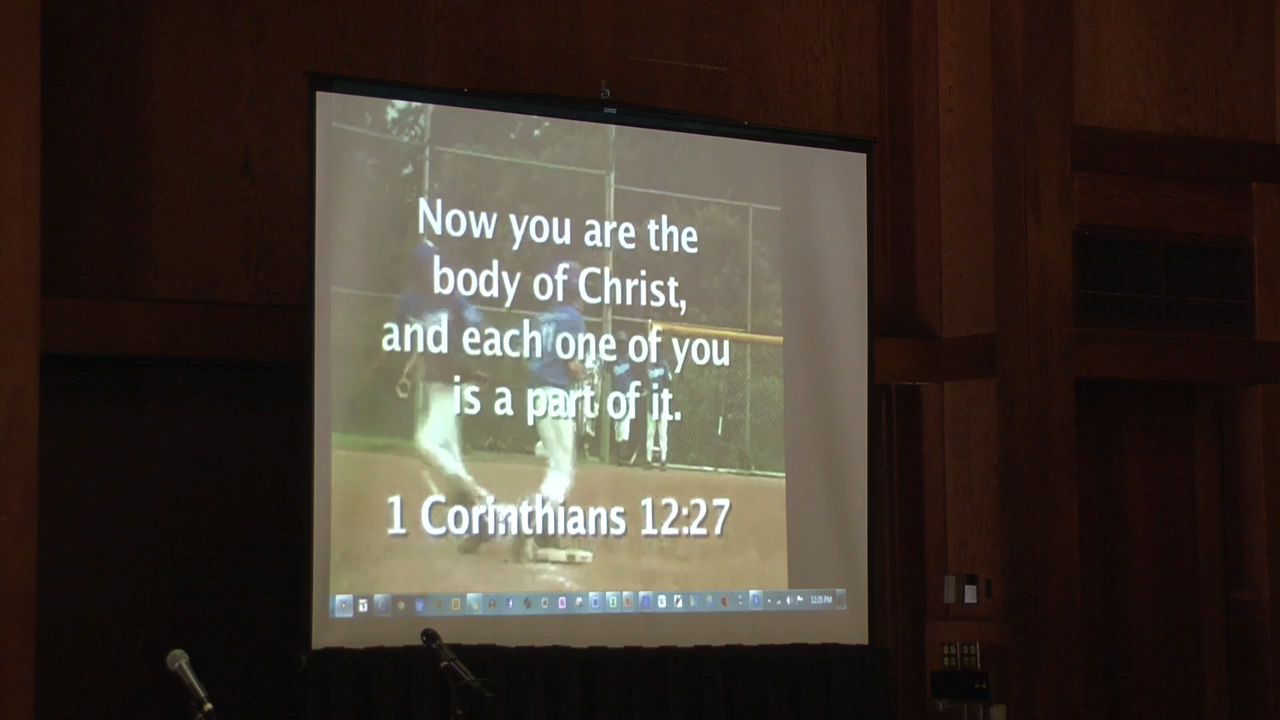 Now you are the
body of Christ,
and each one of you
is a part of it.
1 Corinthians 12:27